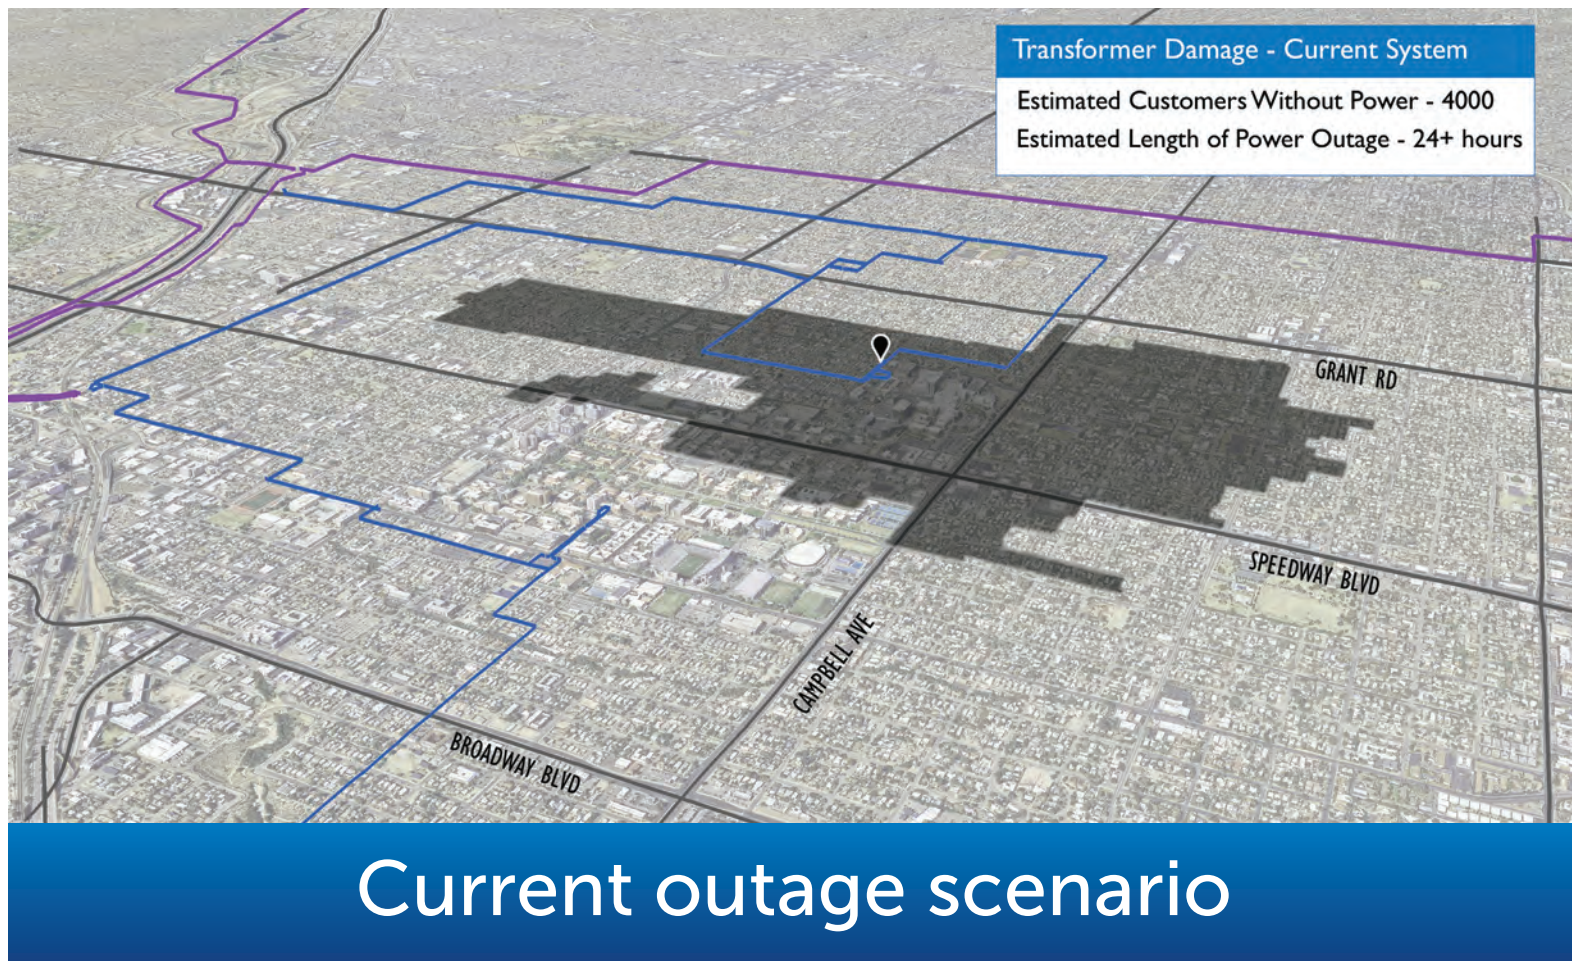 Transformer Damage - Current System
Estimated Customers Without Power - 4000
Estimated Length of Power Outage - 24+ hours
GRANT RD
SPEEDWAY BLVD
CAMPBELL AVE
BROADWAY BLVD
Current outage scenario